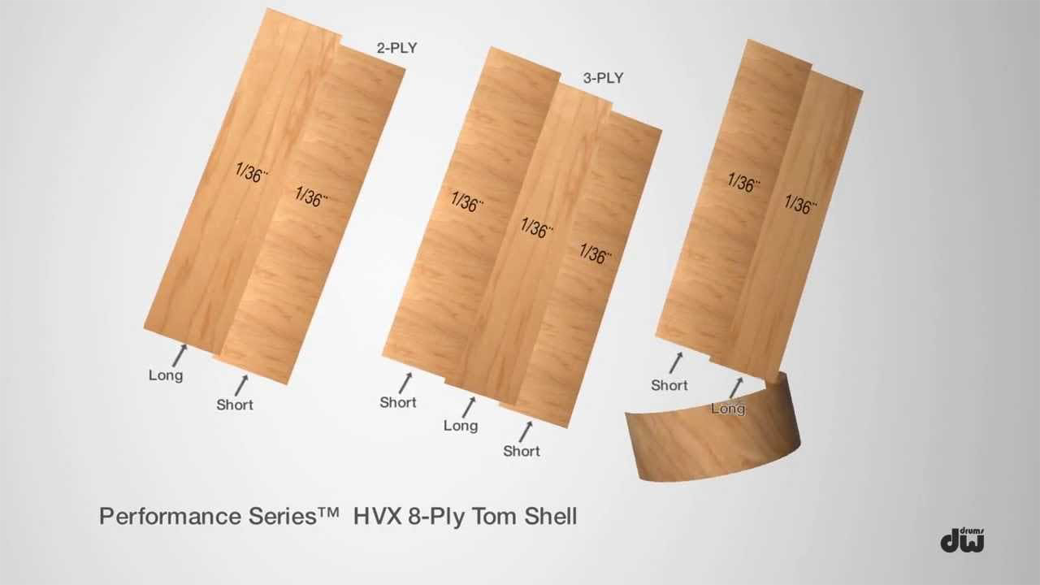 2-PLY
3-PLY
1/36"
1/36"
1/36"
1/36"
1/36"
1/36"
1/36"
Long
Short
Short
Long
Short
Short
Long
Performance Series™ HVX 8-Ply Tom Shell
drums
dw